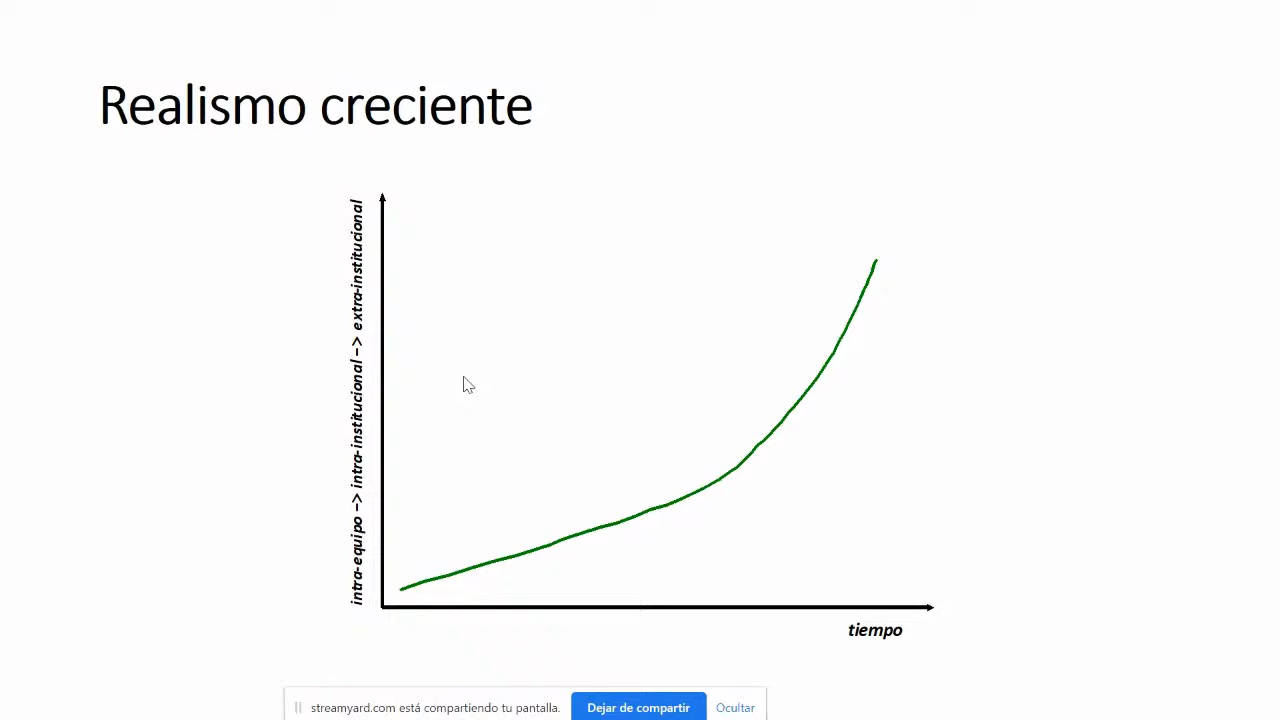 Realismo creciente
intra-equipo –> intra-institucional –> extra-institucional
tiempo
streamyard.com está compartiendo tu pantalla.
Dejar de compartir
Ocultar